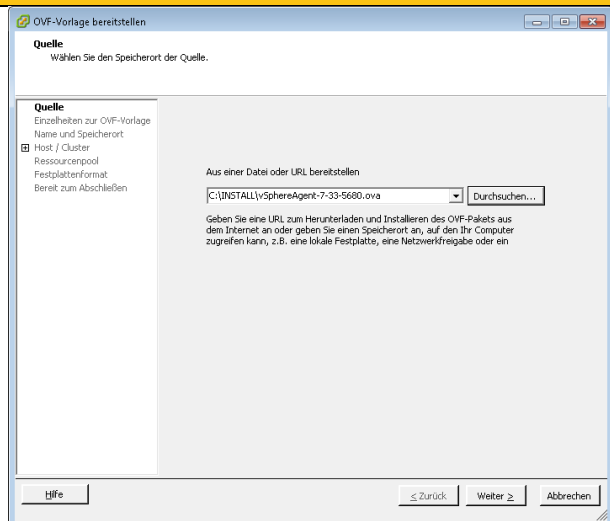 OVF-Vorlage bereitstellen
Quelle
Wählen Sie den Speicherort der Quelle.
Quelle
Einzelheiten zur OVF-Vorlage
Name und Speicherort
Host / Cluster
Ressourcenpool
Festplattenformat
Bereit zum Abschließen
Aus einer Datei oder URL bereitstellen
C:\INSTALL\vSphereAgent-7-33-5680.ova
Durchsuchen...
Geben Sie eine URL zum Herunterladen und Installieren des OVF-Pakets aus
dem Internet an oder geben Sie einen Speicherort an, auf den Ihr Computer
zugreifen kann, z.B. eine lokale Festplatte, eine Netzwerkfreigabe oder ein
Hilfe
< Zurück
Weiter >
Abbrechen